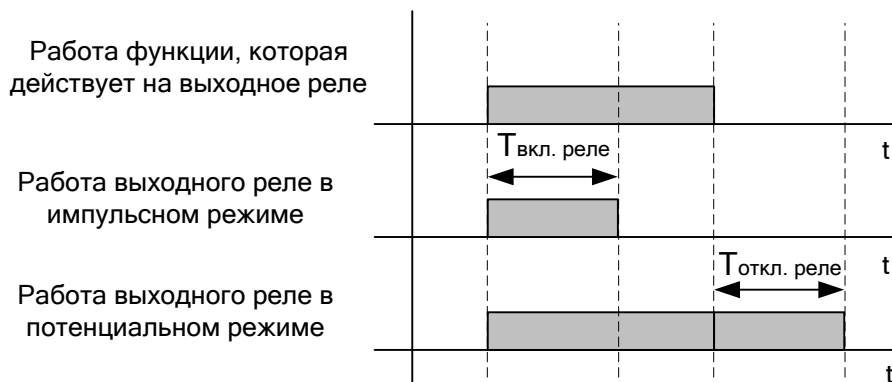 Работа функции, которая
действует на выходное реле
t
Твкл. реле
Работа выходного реле в
импульсном режиме
t
Тоткл. реле
Работа выходного реле в
потенциальном режиме
t